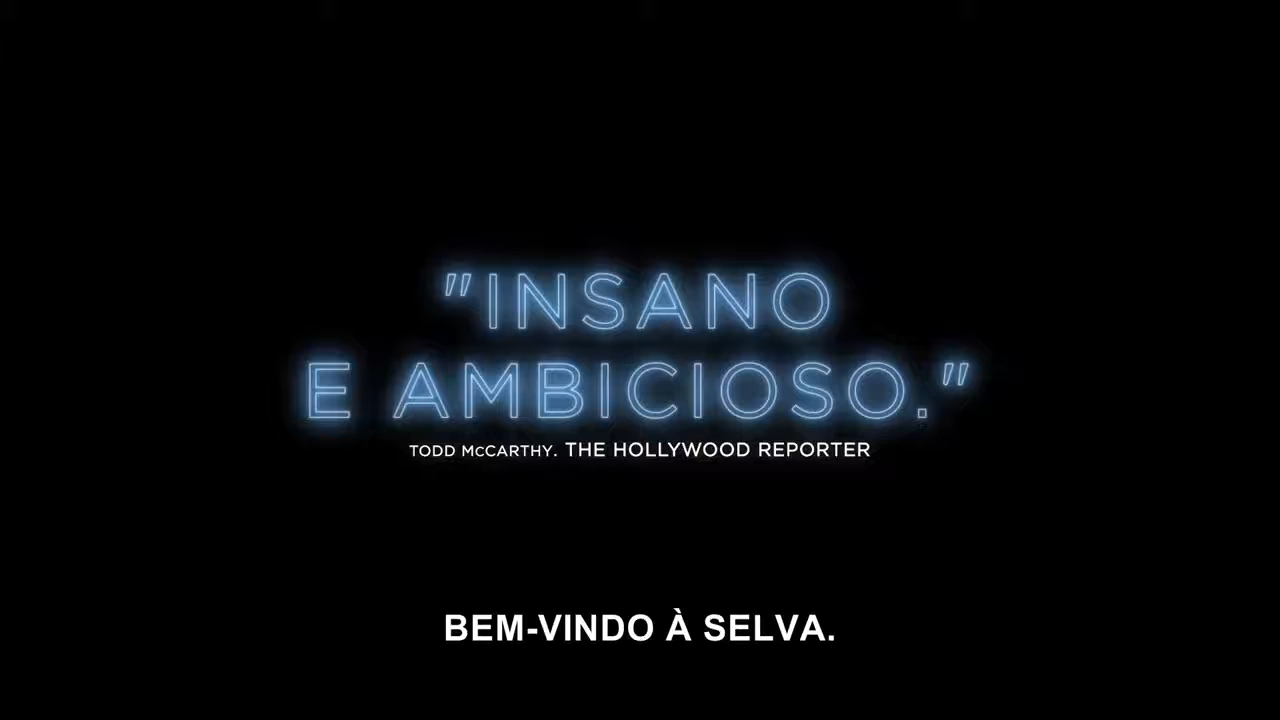 "INSANO
E AMBICIOSO."
TODD McCARTHY. THE HOLLYWOOD REPORTER
BEM-VINDO À SELVA.